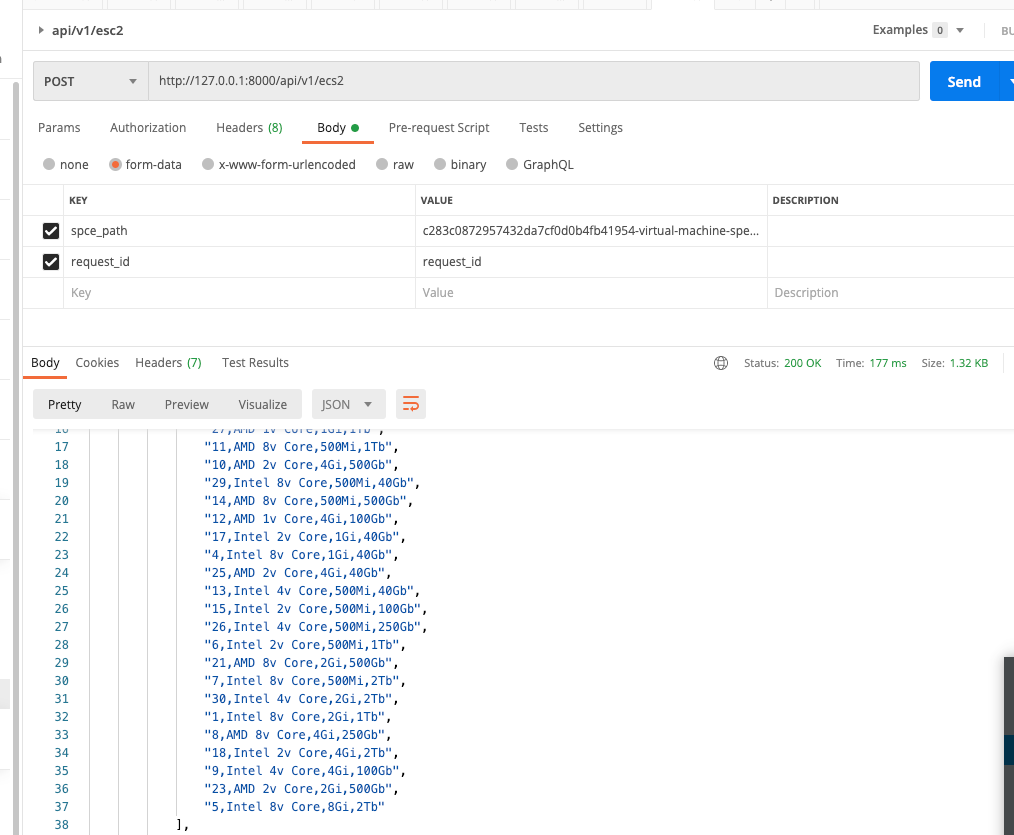 api/v1/esc2
Examples 0
BU
POST http://127.0.0.1:8000/api/v1/ecs2 Send
Params Authorization Headers (8) Body Pre-request Script Tests Settings
none form-data x-www-form-urlencoded raw binary GraphQL
KEY VALUE DESCRIPTION
spce_path c283c0872957432da7cf0d0b4fb41954-virtual-machine-spe...
request_id request_id
Key Value Description
Body Cookies Headers (7) Test Results Status: 200 OK Time: 177 ms Size: 1.32 KB
Pretty Raw Preview Visualize JSON
16 "27,AMD 1v Core,1Gi,1Tb",
17 "11,AMD 8v Core,500Mi,1Tb",
18 "10,AMD 2v Core,4Gi,500Gb",
19 "29,Intel 8v Core,500Mi,40Gb",
20 "14,AMD 8v Core,500Mi,500Gb",
21 "12,AMD 1v Core,4Gi,100Gb",
22 "17,Intel 2v Core,1Gi,40Gb",
23 "4,Intel 8v Core,1Gi,40Gb",
24 "25,AMD 2v Core,4Gi,40Gb",
25 "13,Intel 4v Core,500Mi,40Gb",
26 "15,Intel 2v Core,500Mi,100Gb",
27 "26,Intel 4v Core,500Mi,250Gb",
28 "6,Intel 2v Core,500Mi,1Tb",
29 "21,AMD 8v Core,2Gi,500Gb",
30 "7,Intel 8v Core,500Mi,2Tb",
31 "30,Intel 4v Core,2Gi,2Tb",
32 "1,Intel 8v Core,2Gi,1Tb",
33 "8,AMD 8v Core,4Gi,250Gb",
34 "18,Intel 2v Core,4Gi,2Tb",
35 "9,Intel 4v Core,4Gi,100Gb",
36 "23,AMD 2v Core,2Gi,500Gb",
37 "5,Intel 8v Core,8Gi,2Tb"
38 ],